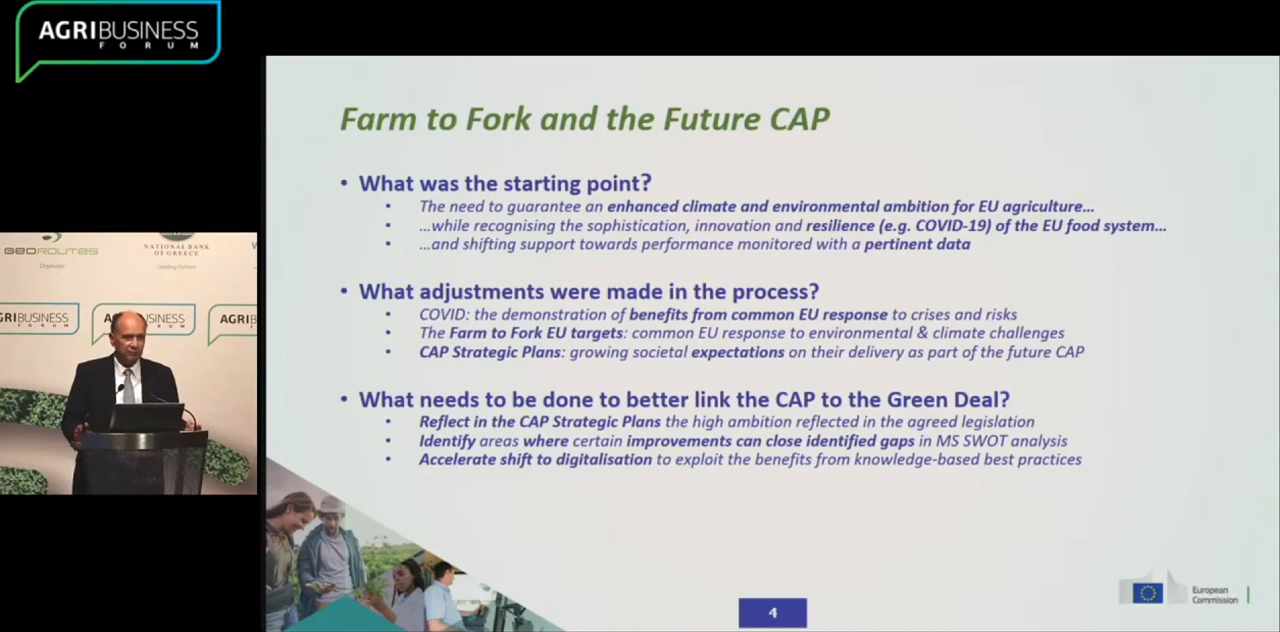 AGRIBUSINESS
FORUM
Farm to Fork and the Future CAP
• What was the starting point?
• The need to guarantee an enhanced climate and environmental ambition for EU agriculture...
• ...while recognising the sophistication, innovation and resilience (e.g. COVID-19) of the EU food system...
• ...and shifting support towards performance monitored with a pertinent data
• What adjustments were made in the process?
• COVID: the demonstration of benefits from common EU response to crises and risks
• The Farm to Fork EU targets: common EU response to environmental & climate challenges
• CAP Strategic Plans: growing societal expectations on their delivery as part of the future CAP
• What needs to be done to better link the CAP to the Green Deal?
• Reflect in the CAP Strategic Plans the high ambition reflected in the agreed legislation
• Identify areas where certain improvements can close identified gaps in MS SWOT analysis
• Accelerate shift to digitalisation to exploit the benefits from knowledge-based best practices
GEOROUTES
Organizer
NATIONAL BANK
OF GREECE
Leading Partner
GRIBUSINESS
FORUM
A SINESS
AGRIB
European
Commission
4